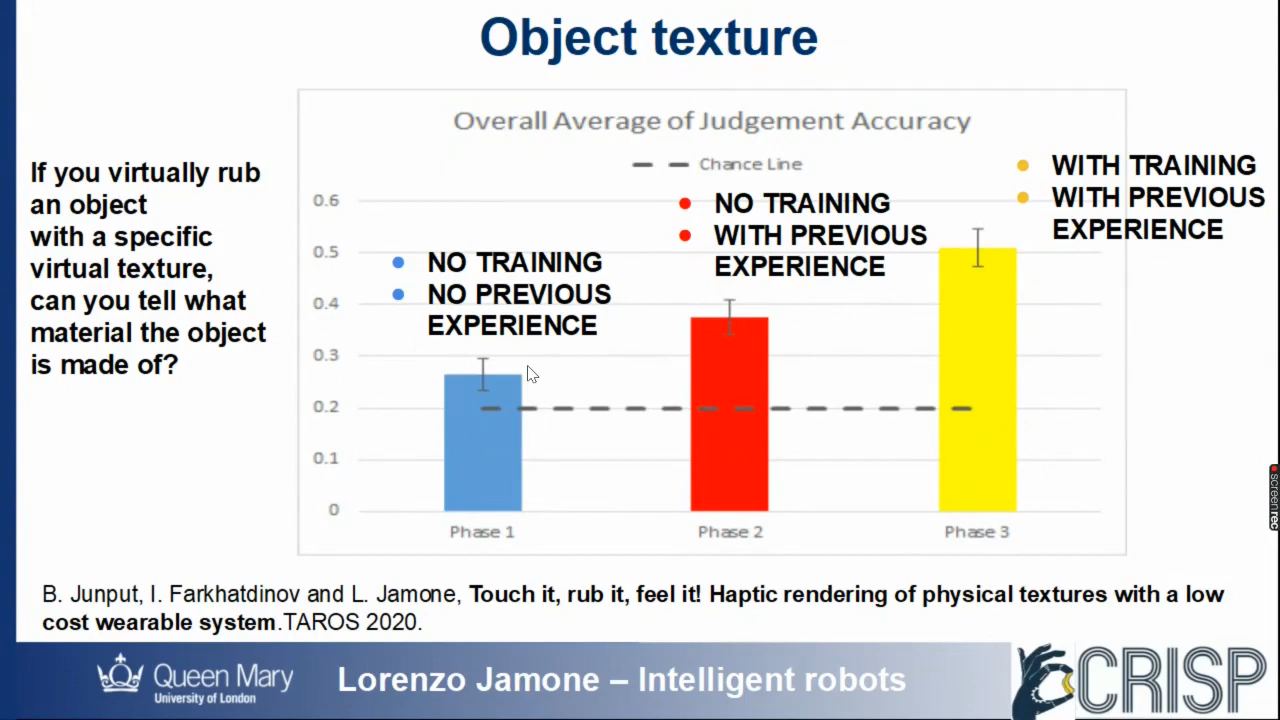 Object texture
If you virtually rub
an object
with a specific
virtual texture,
can you tell what
material the object
is made of?
Overall Average of Judgement Accuracy
Chance Line
0.6
0.5
0.4
0.3
0.2
0.1
0
NO TRAINING
NO PREVIOUS
EXPERIENCE
NO TRAINING
WITH PREVIOUS
EXPERIENCE
WITH TRAINING
WITH PREVIOUS
EXPERIENCE
Phase 1
Phase 2
Phase 3
B. Junput, I. Farkhatdinov and L. Jamone, Touch it, rub it, feel it! Haptic rendering of physical textures with a low
cost wearable system.TAROS 2020.
Queen Mary
University of London
Lorenzo Jamone – Intelligent robots
CRISP
screenrec